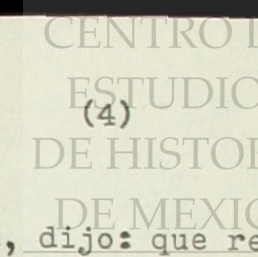 CENTRO
ESTUDIO
(4)
DE HISTO
DE MEXIC
, dijo: que re